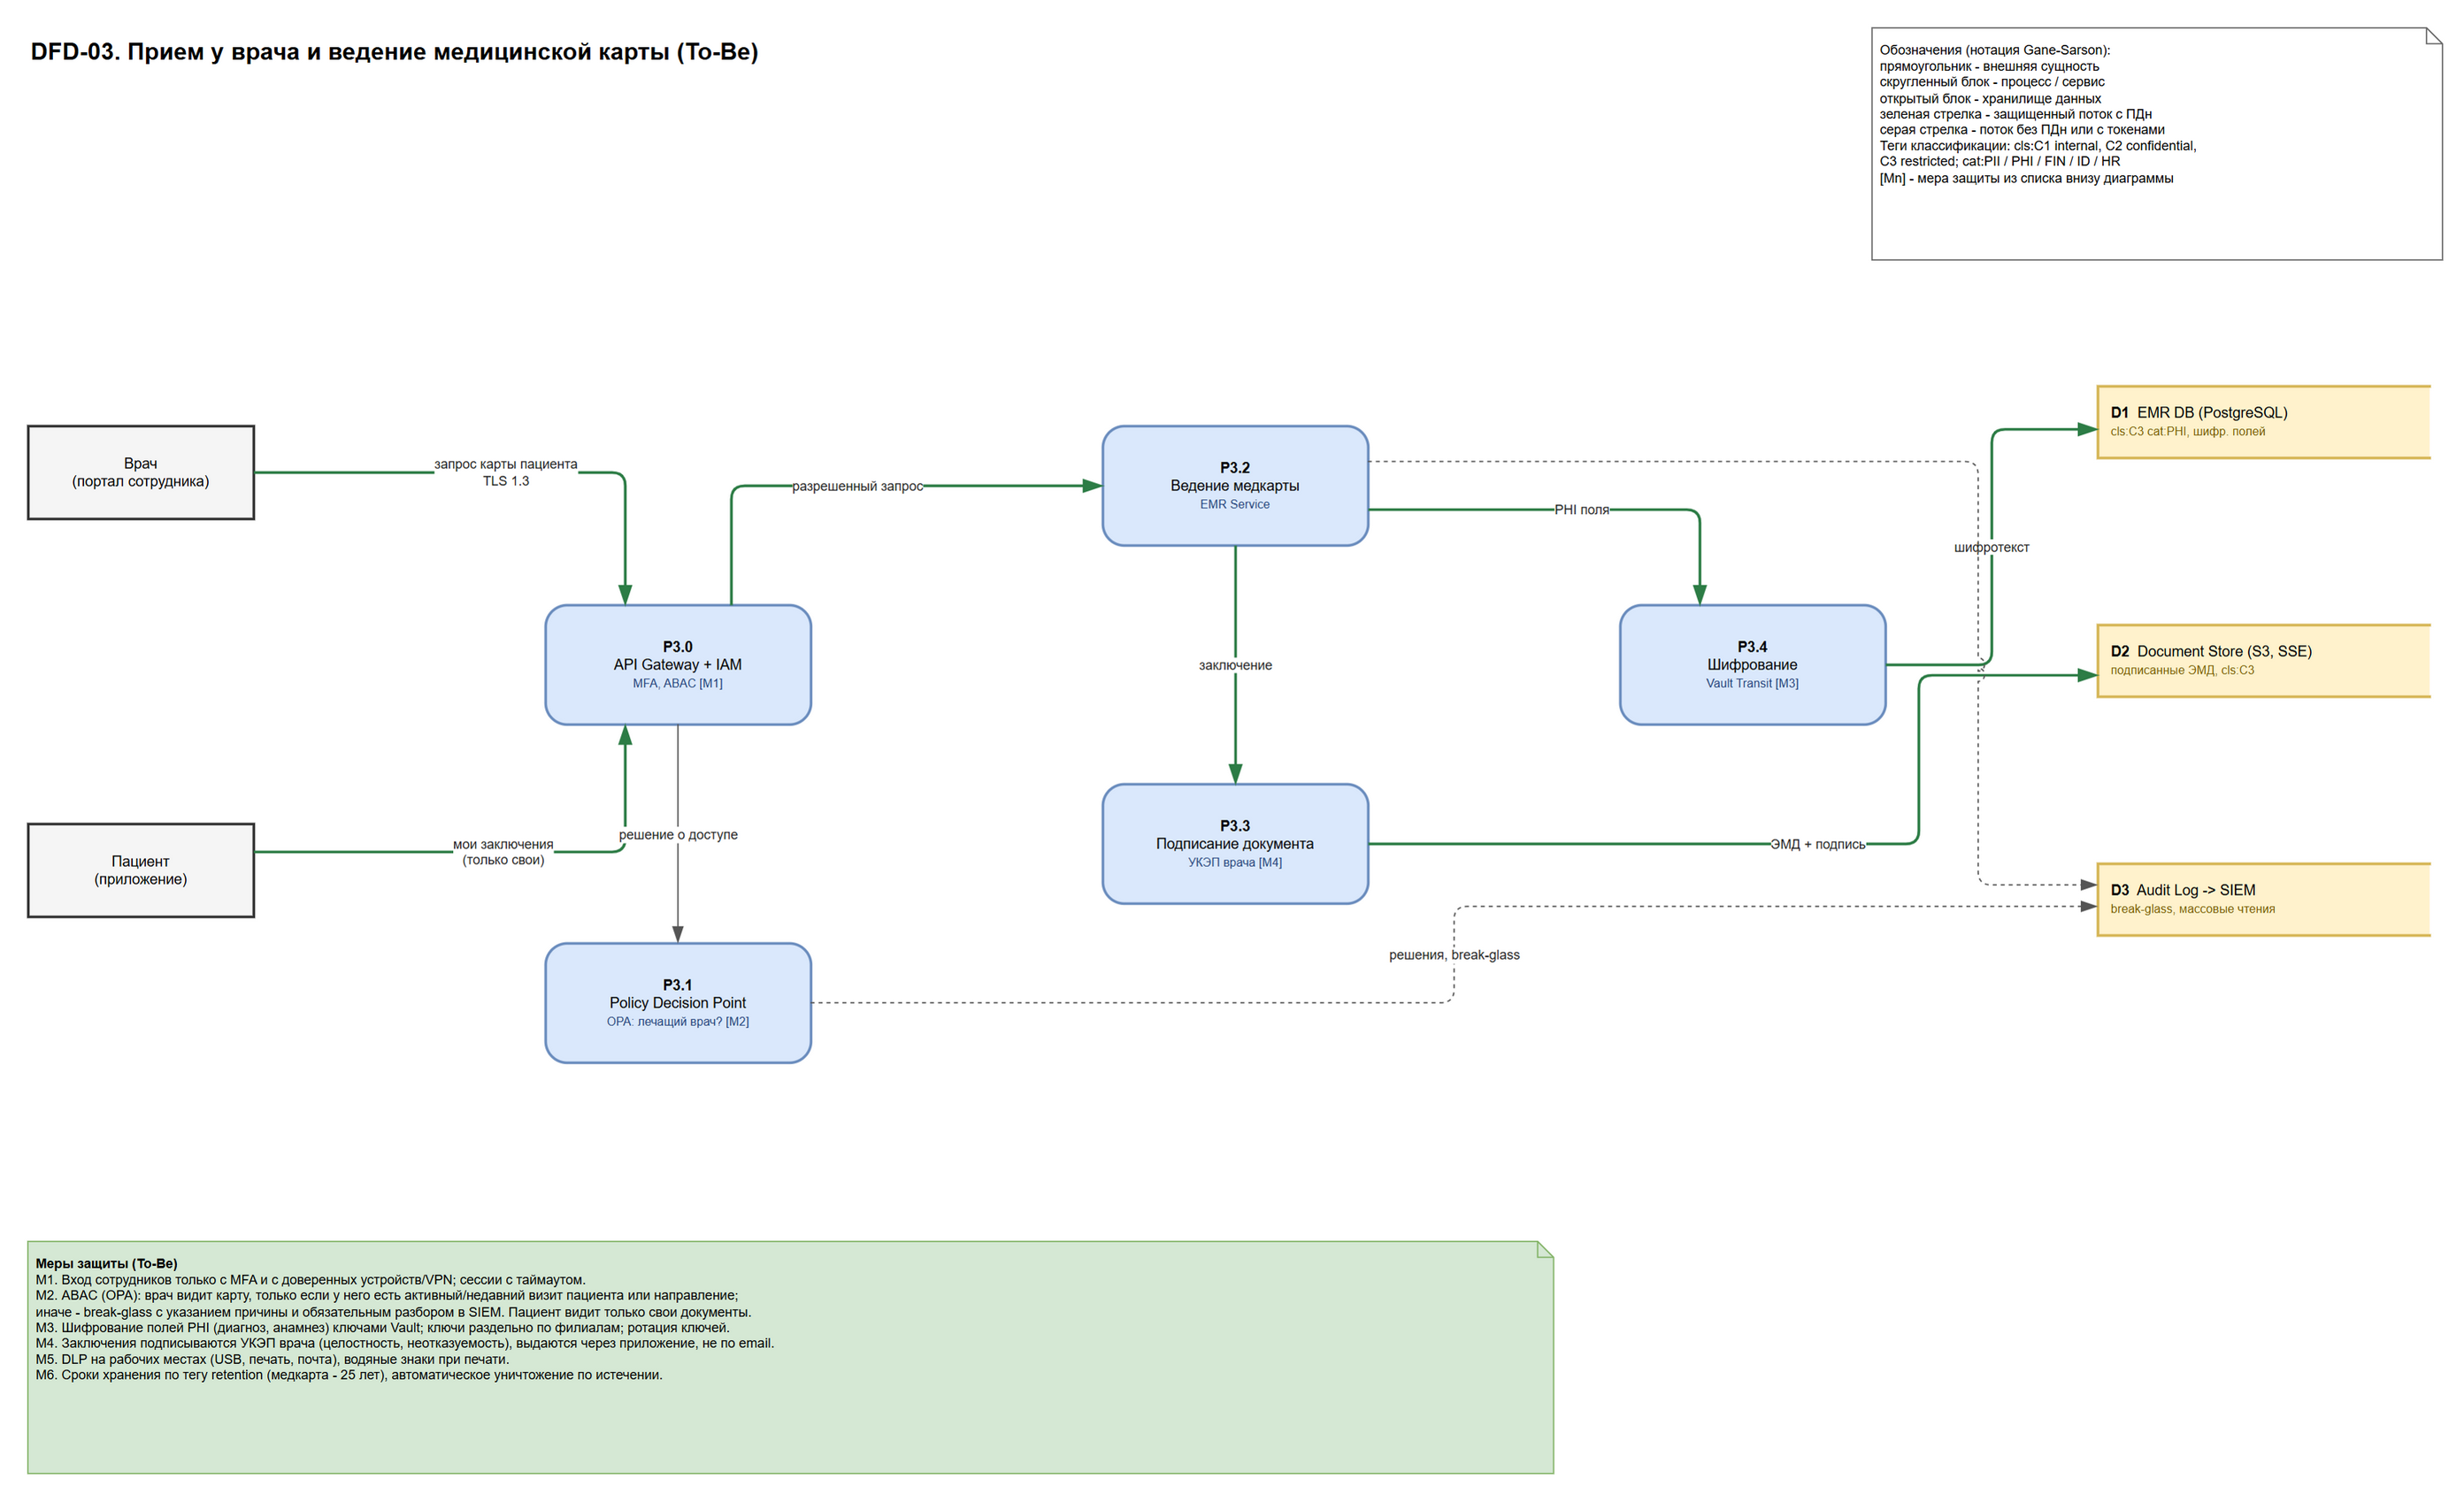 DFD-03. Прием у врача и ведение медицинской карты (To-Be)
Обозначения (нотация Gane-Sarson):
прямоугольник - внешняя сущность
скругленный блок - процесс / сервис
открытый блок - хранилище данных
зеленая стрелка - защищенный поток с ПДн
серая стрелка - поток без ПДн или с токенами
Теги классификации: cls:C1 internal, C2 confidential,
C3 restricted; cat:PII / PHI / FIN / ID / HR
[Mn] - мера защиты из списка внизу диаграммы
Врач
(портал сотрудника)
запрос карты пациента
TLS 1.3
разрешенный запрос
P3.2
Ведение медкарты
EMR Service
PHI поля
D1 EMR DB (PostgreSQL)
cls:C3 cat:PHI, шифр. полей
шифротекст
P3.0
API Gateway + IAM
MFA, ABAC [M1]
заключение
P3.4
Шифрование
Vault Transit [M3]
D2 Document Store (S3, SSE)
подписанные ЭМД, cls:C3
Пациент
(приложение)
мои заключения
(только свои)
решение о доступе
P3.3
Подписание документа
УКЭП врача [M4]
ЭМД + подпись
D3 Audit Log -> SIEM
break-glass, массовые чтения
решения, break-glass
P3.1
Policy Decision Point
OPA: лечащий врач? [M2]
Меры защиты (To-Be)
M1. Вход сотрудников только с MFA и с доверенных устройств/VPN; сессии с таймаутом.
M2. ABAC (OPA): врач видит карту, только если у него есть активный/недавний визит пациента или направление;
иначе - break-glass с указанием причины и обязательным разбором в SIEM. Пациент видит только свои документы.
M3. Шифрование полей PHI (диагноз, анамнез) ключами Vault; ключи раздельно по филиалам; ротация ключей.
M4. Заключения подписываются УКЭП врача (целостность, неотказуемость), выдаются через приложение, не по email.
M5. DLP на рабочих местах (USB, печать, почта), водяные знаки при печати.
M6. Сроки хранения по тегу retention (медкарта - 25 лет), автоматическое уничтожение по истечении.